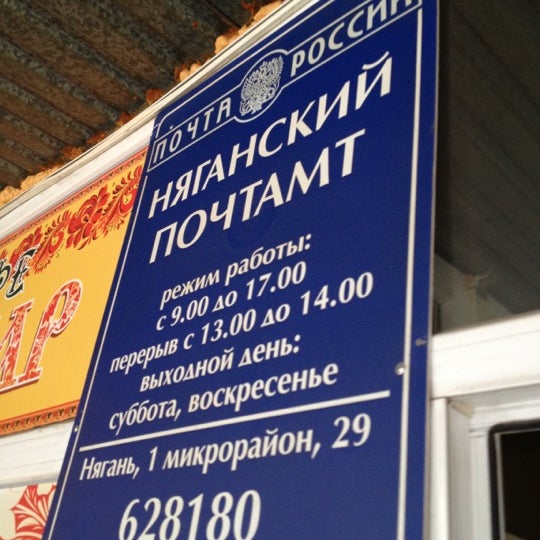 ПОЧТА РОССИИ
НЯГАНСКИЙ
ПОЧТАМТ
режим работы:
с 9.00 до 17.00
перерыв с 13.00 до 14.00
выходной день:
суббота, воскресенье
Нягань, 1 микрорайон, 29
628180